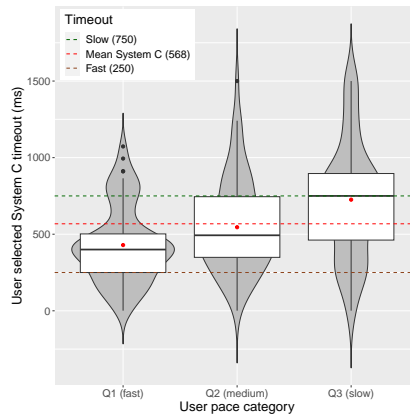 Timeout
Slow (750)
Mean System C (568)
Fast (250)
User selected System C timeout (ms)
1500
1000
500
0
Q1 (fast)
Q2 (medium)
Q3 (slow)
User pace category